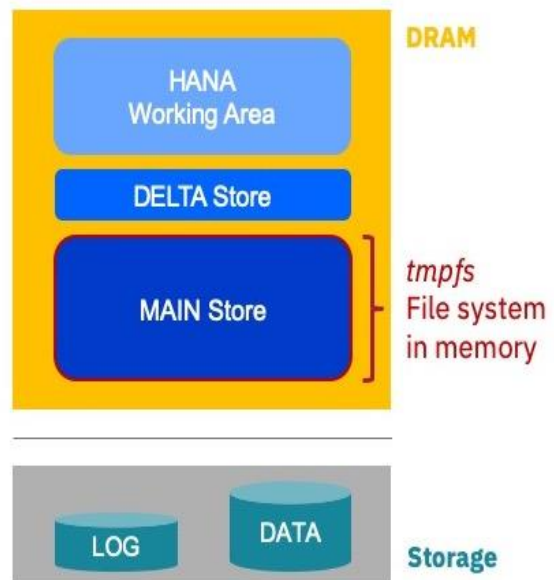 DRAM
HANA
Working Area
DELTA Store
MAIN Store
tmpfs
File system
in memory
LOG
DATA
Storage